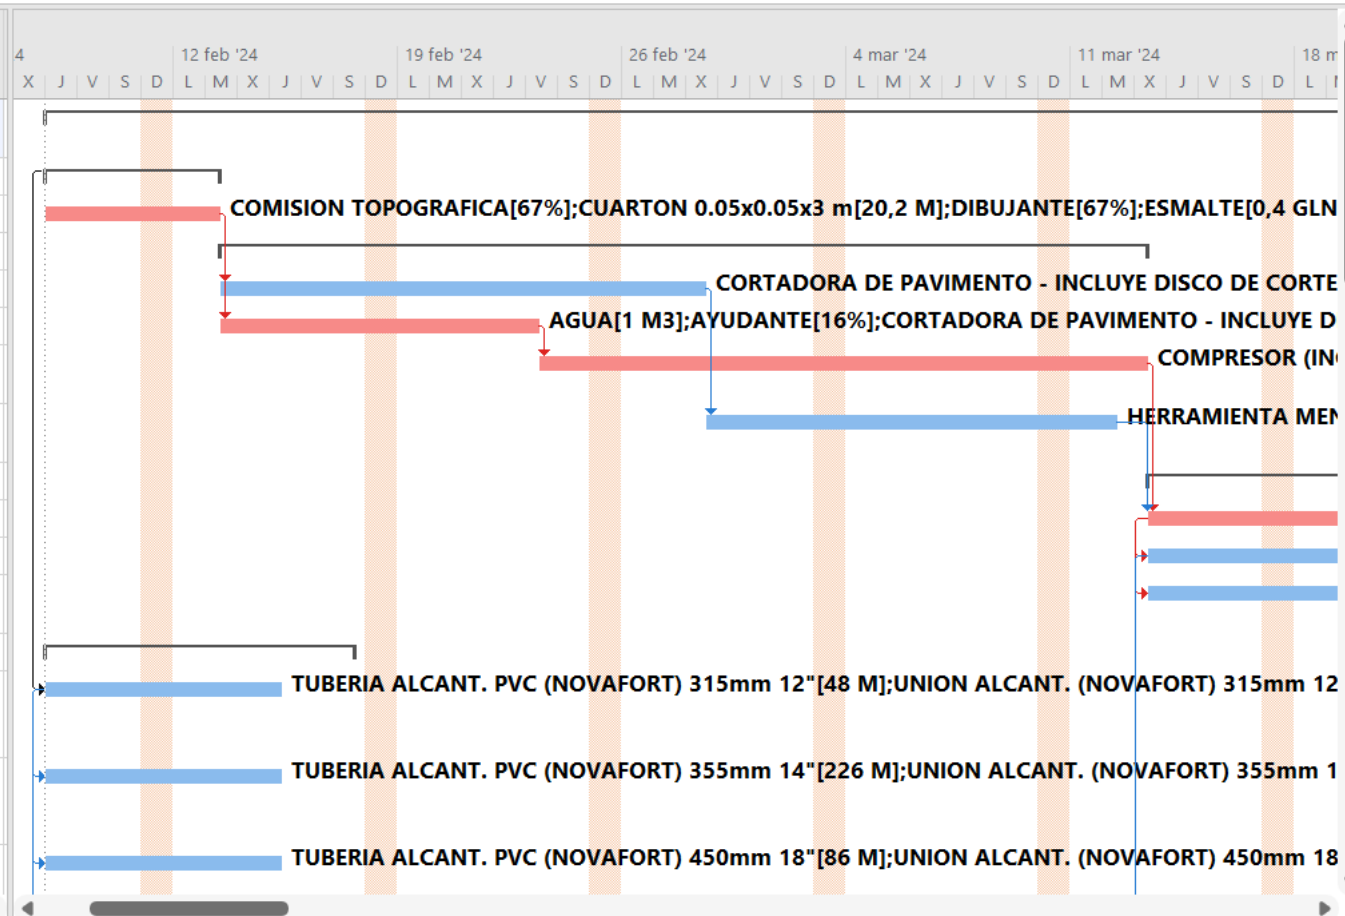 4 12 feb '24 19 feb '24 26 feb '24 4 mar '24 11 mar '24 18 m
X J V S D L M X J V S D L M X J V S D L M X J V S D L M X J V S D L M X J V S D L
COMISION TOPOGRAFICA[67%];CUARTON 0.05x0.05x3 m[20,2 M];DIBUJANTE[67%];ESMALTE[0,4 GLN
CORTADORA DE PAVIMENTO - INCLUYE DISCO DE CORTE
AGUA[1 M3];AYUDANTE[16%];CORTADORA DE PAVIMENTO - INCLUYE D
COMPRESOR (IN
HERRAMIENTA MEN
TUBERIA ALCANT. PVC (NOVAFORT) 315mm 12"[48 M];UNION ALCANT. (NOVAFORT) 315mm 12
TUBERIA ALCANT. PVC (NOVAFORT) 355mm 14"[226 M];UNION ALCANT. (NOVAFORT) 355mm 1
TUBERIA ALCANT. PVC (NOVAFORT) 450mm 18"[86 M];UNION ALCANT. (NOVAFORT) 450mm 18